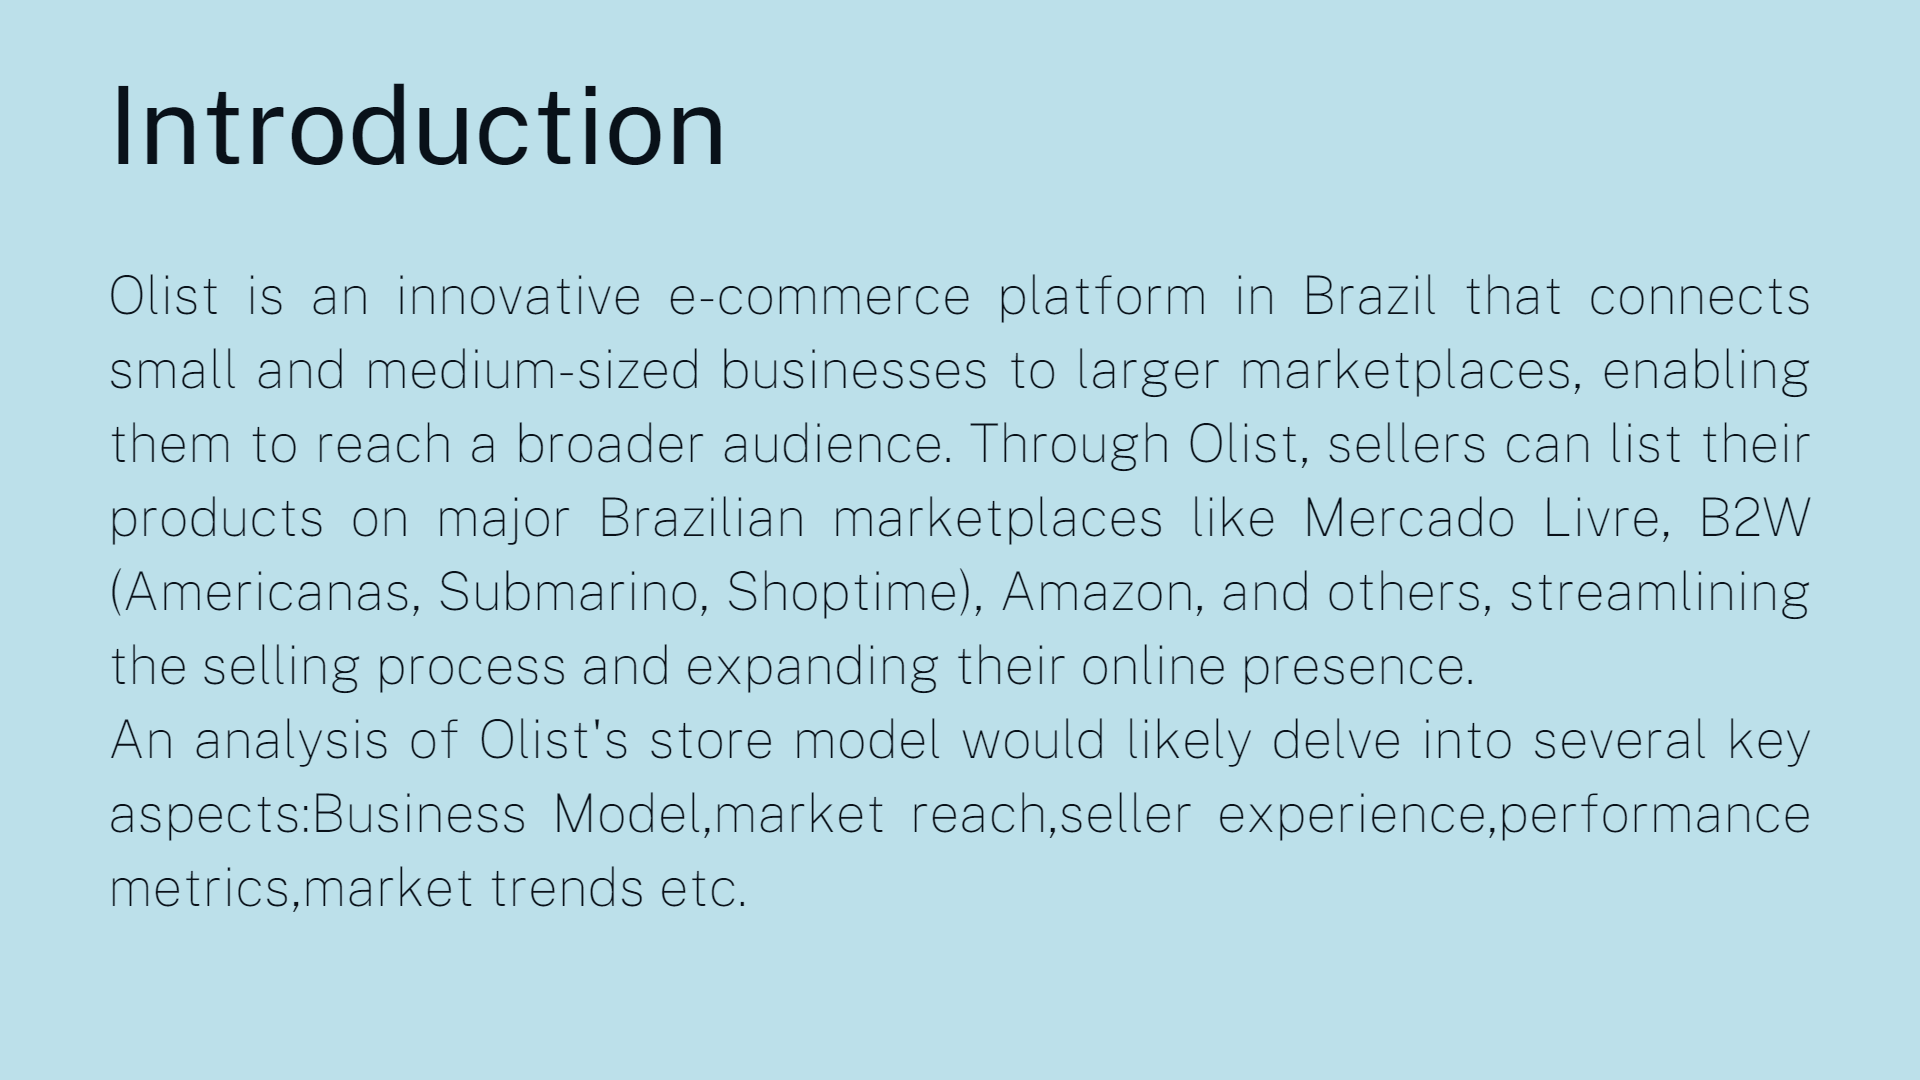 Introduction
Olist is an innovative e-commerce platform in Brazil that connects
small and medium-sized businesses to larger marketplaces, enabling
them to reach a broader audience. Through Olist, sellers can list their
products on major Brazilian marketplaces like Mercado Livre, B2W
(Americanas, Submarino, Shoptime), Amazon, and others, streamlining
the selling process and expanding their online presence.
An analysis of Olist's store model would likely delve into several key
aspects:Business Model,market reach,seller experience,performance
metrics,market trends etc.